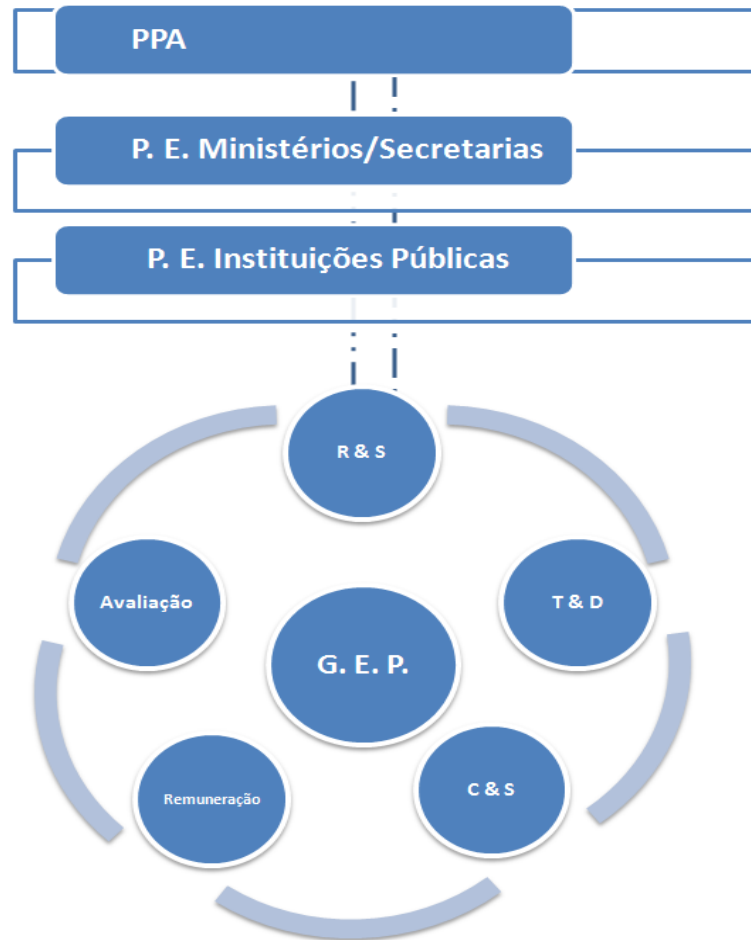 PPA
P. E. Ministérios/Secretarias
P. E. Instituições Públicas
R & S
Avaliação
T & D
G. E. P.
Remuneração
C & S